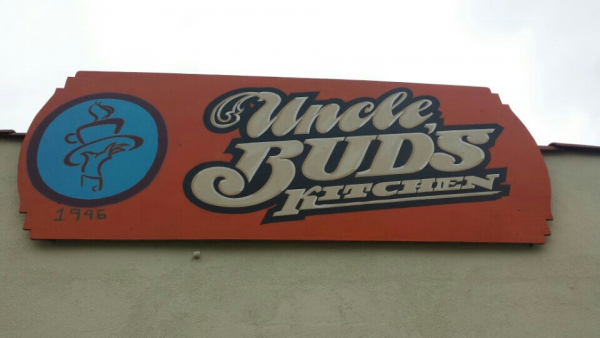 Uncle
BUD'S
KITCHEN
1946